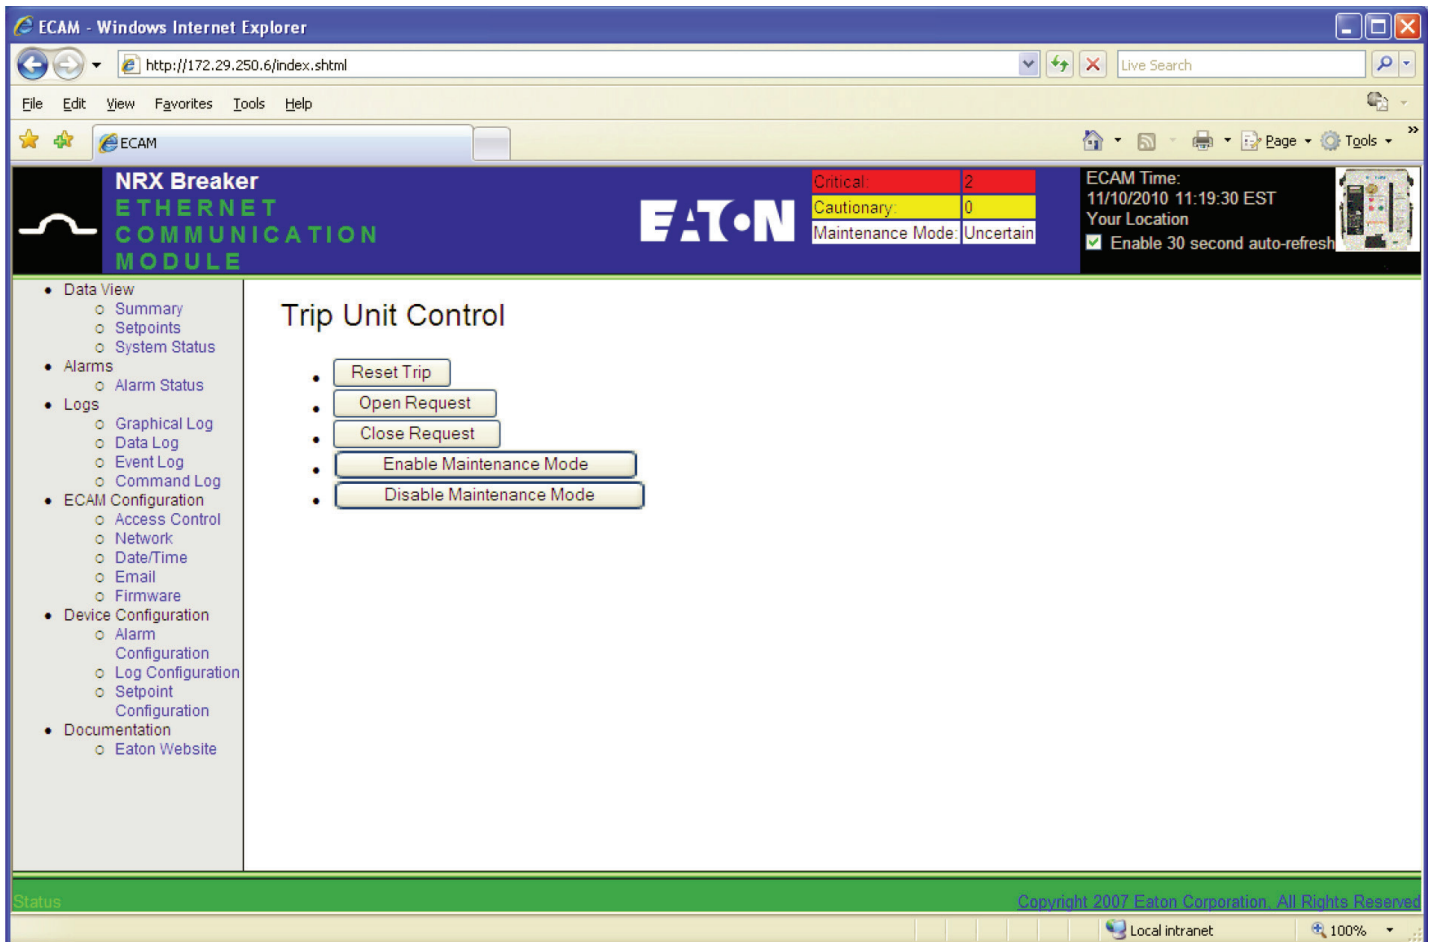 ECAM - Windows Internet Explorer
http://172.29.250.6/index.shtml
Live Search
File Edit View Favorites Tools Help
ECAM
Page Tools »
NRX Breaker
ETHERNET
COMMUNICATION
MODULE
EATON
Critical: 2
Cautionary: 0
Maintenance Mode: Uncertain
ECAM Time:
11/10/2010 11:19:30 EST
Your Location
Enable 30 second auto-refresh
Data View
Summary
Setpoints
System Status
Alarms
Alarm Status
Logs
Graphical Log
Data Log
Event Log
Command Log
ECAM Configuration
Access Control
Network
Date/Time
Email
Firmware
Device Configuration
Alarm
Configuration
Log Configuration
Setpoint
Configuration
Documentation
Eaton Website
Trip Unit Control
Reset Trip
Open Request
Close Request
Enable Maintenance Mode
Disable Maintenance Mode
Status
Copyright 2007 Eaton Corporation. All Rights Reserved
Local intranet
100%